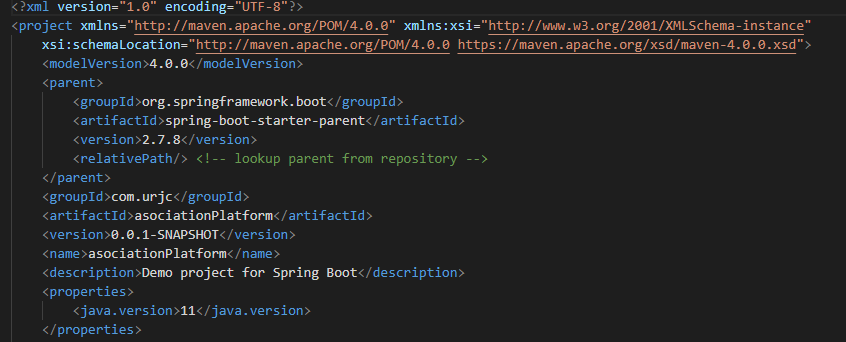 <?xml version="1.0" encoding="UTF-8"?>
<project xmlns="http://maven.apache.org/POM/4.0.0" xmlns:xsi="http://www.w3.org/2001/XMLSchema-instance"
xsi:schemaLocation="http://maven.apache.org/POM/4.0.0 https://maven.apache.org/xsd/maven-4.0.0.xsd">
<modelVersion>4.0.0</modelVersion>
<parent>
<groupId>org.springframework.boot</groupId>
<artifactId>spring-boot-starter-parent</artifactId>
<version>2.7.8</version>
<relativePath/> <!-- lookup parent from repository -->
</parent>
<groupId>com.urjc</groupId>
<artifactId>asociationPlatform</artifactId>
<version>0.0.1-SNAPSHOT</version>
<name>asociationPlatform</name>
<description>Demo project for Spring Boot</description>
<properties>
<java.version>11</java.version>
</properties>